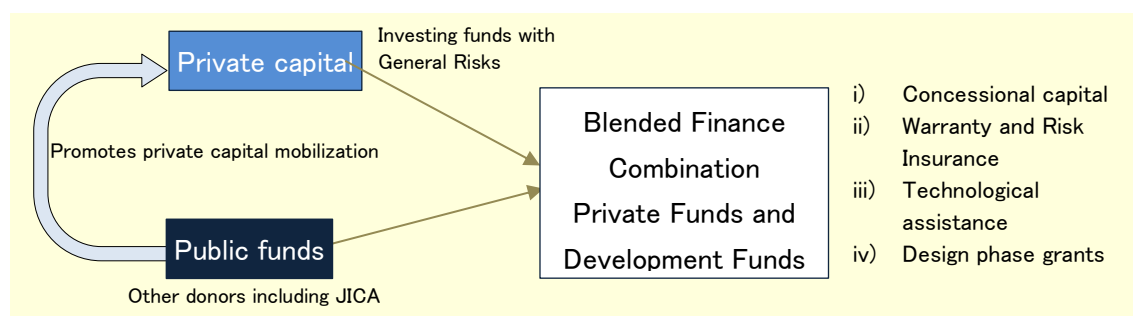 Private capital
Investing funds with
General Risks
Promotes private capital mobilization
Public funds
Other donors including JICA
Blended Finance
Combination
Private Funds and
Development Funds
i) Concessional capital
ii) Warranty and Risk
Insurance
iii) Technological
assistance
iv) Design phase grants